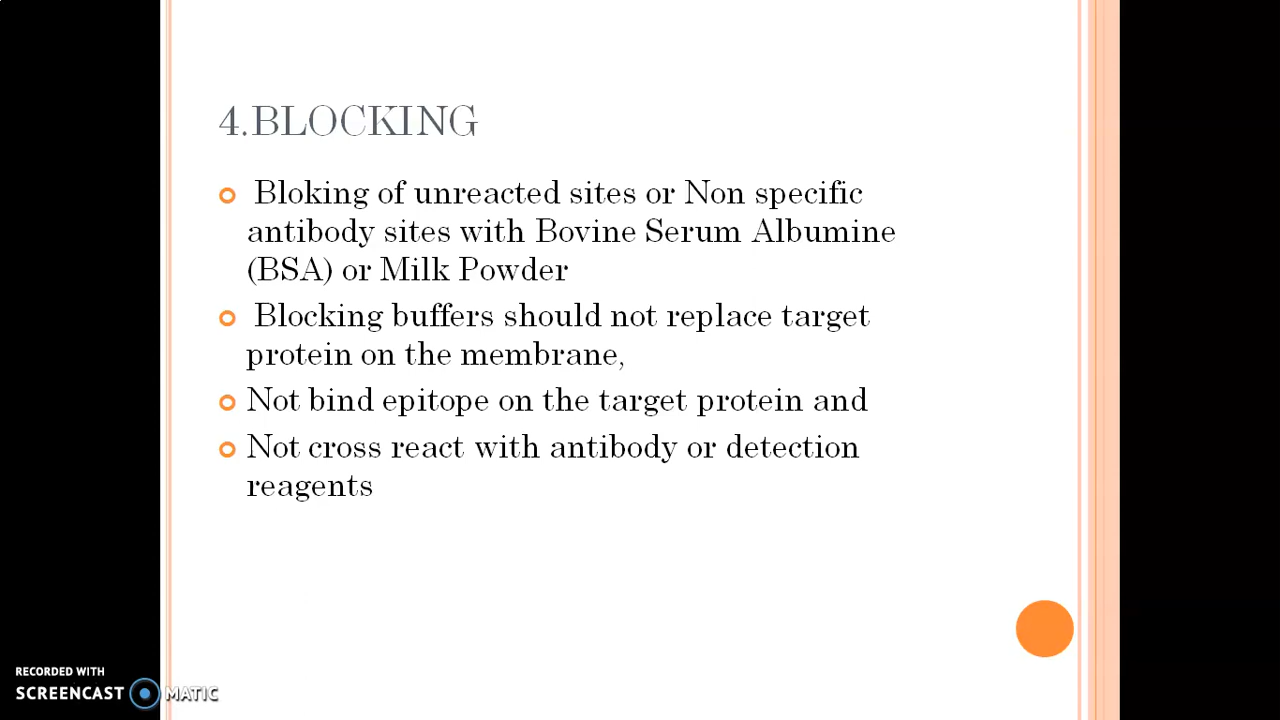 4.BLOCKING
Bloking of unreacted sites or Non specific
antibody sites with Bovine Serum Albumine
(BSA) or Milk Powder
Blocking buffers should not replace target
protein on the membrane,
Not bind epitope on the target protein and
Not cross react with antibody or detection
reagents
RECORDED WITH
SCREENCAST MATIC